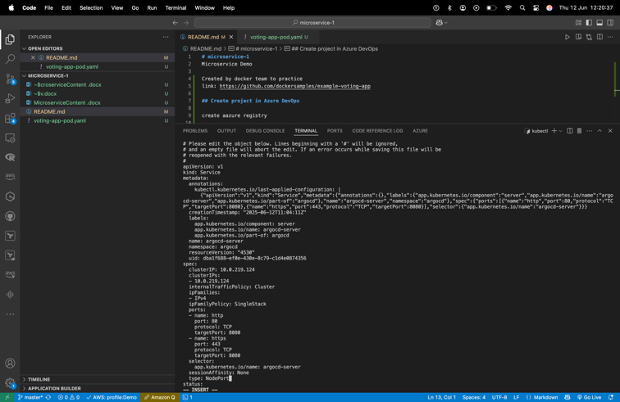 Code File Edit Selection View Go Run Terminal Window Help Thu 12 Jun 12:20:37
microservice-1
EXPLORER
OPEN EDITORS
README.md M
voting-app-pod.yaml U
MICROSERVICE-1
~$croserviceContent .docx U
~$v.docx U
MicroserviceContent .docx U
README.md M
voting-app-pod.yaml U
TIMELINE
APPLICATION BUILDER
README.md M
voting-app-pod.yaml U
README.md > # microservice-1 > ## Create project in Azure DevOps
1 # microservice-1
2 Microservice Demo
3
4 Created by docker team to practice
5 link: https://github.com/dockersamples/example-voting-app
6
7 ## Create project in Azure DevOps
8
9 create aazure registry
PROBLEMS OUTPUT DEBUG CONSOLE TERMINAL PORTS CODE REFERENCE LOG AZURE
kubectl
# Please edit the object below. Lines beginning with a '#' will be ignored,
# and an empty file will abort the edit. If an error occurs while saving this file will be
# reopened with the relevant failures.
#
apiVersion: v1
kind: Service
metadata:
annotations:
kubectl.kubernetes.io/last-applied-configuration: |
{"apiVersion":"v1","kind":"Service","metadata":{"annotations":{},"labels":{"app.kubernetes.io/component":"server","app.kubernetes.io/name":"argo
cd-server","app.kubernetes.io/part-of":"argocd"},"name":"argocd-server","namespace":"argocd"},"spec":{"ports":[{"name":"http","port":80,"protocol":"TC
P","targetPort":8080},{"name":"https","port":443,"protocol":"TCP","targetPort":8080}],"selector":{"app.kubernetes.io/name":"argocd-server"}}}
creationTimestamp: "2025-06-12T11:04:11Z"
labels:
app.kubernetes.io/component: server
app.kubernetes.io/name: argocd-server
app.kubernetes.io/part-of: argocd
name: argocd-server
namespace: argocd
resourceVersion: "4530"
spec:
clusterIP: 10.0.219.124
clusterIPs:
- 10.0.219.124
internalTrafficPolicy: Cluster
ipFamilies:
- IPv4
ipFamilyPolicy: SingleStack
ports:
- name: http
port: 80
protocol: TCP
targetPort: 8080
- name: https
port: 443
protocol: TCP
targetPort: 8080
selector:
app.kubernetes.io/name: argocd-server
sessionAffinity: None
type: NodePort
status:
-- INSERT --
master* 0 0 AWS: profile:Demo Amazon Q 1 Ln 13, Col 1 Spaces: 4 UTF-8 LF {} Markdown Go Live